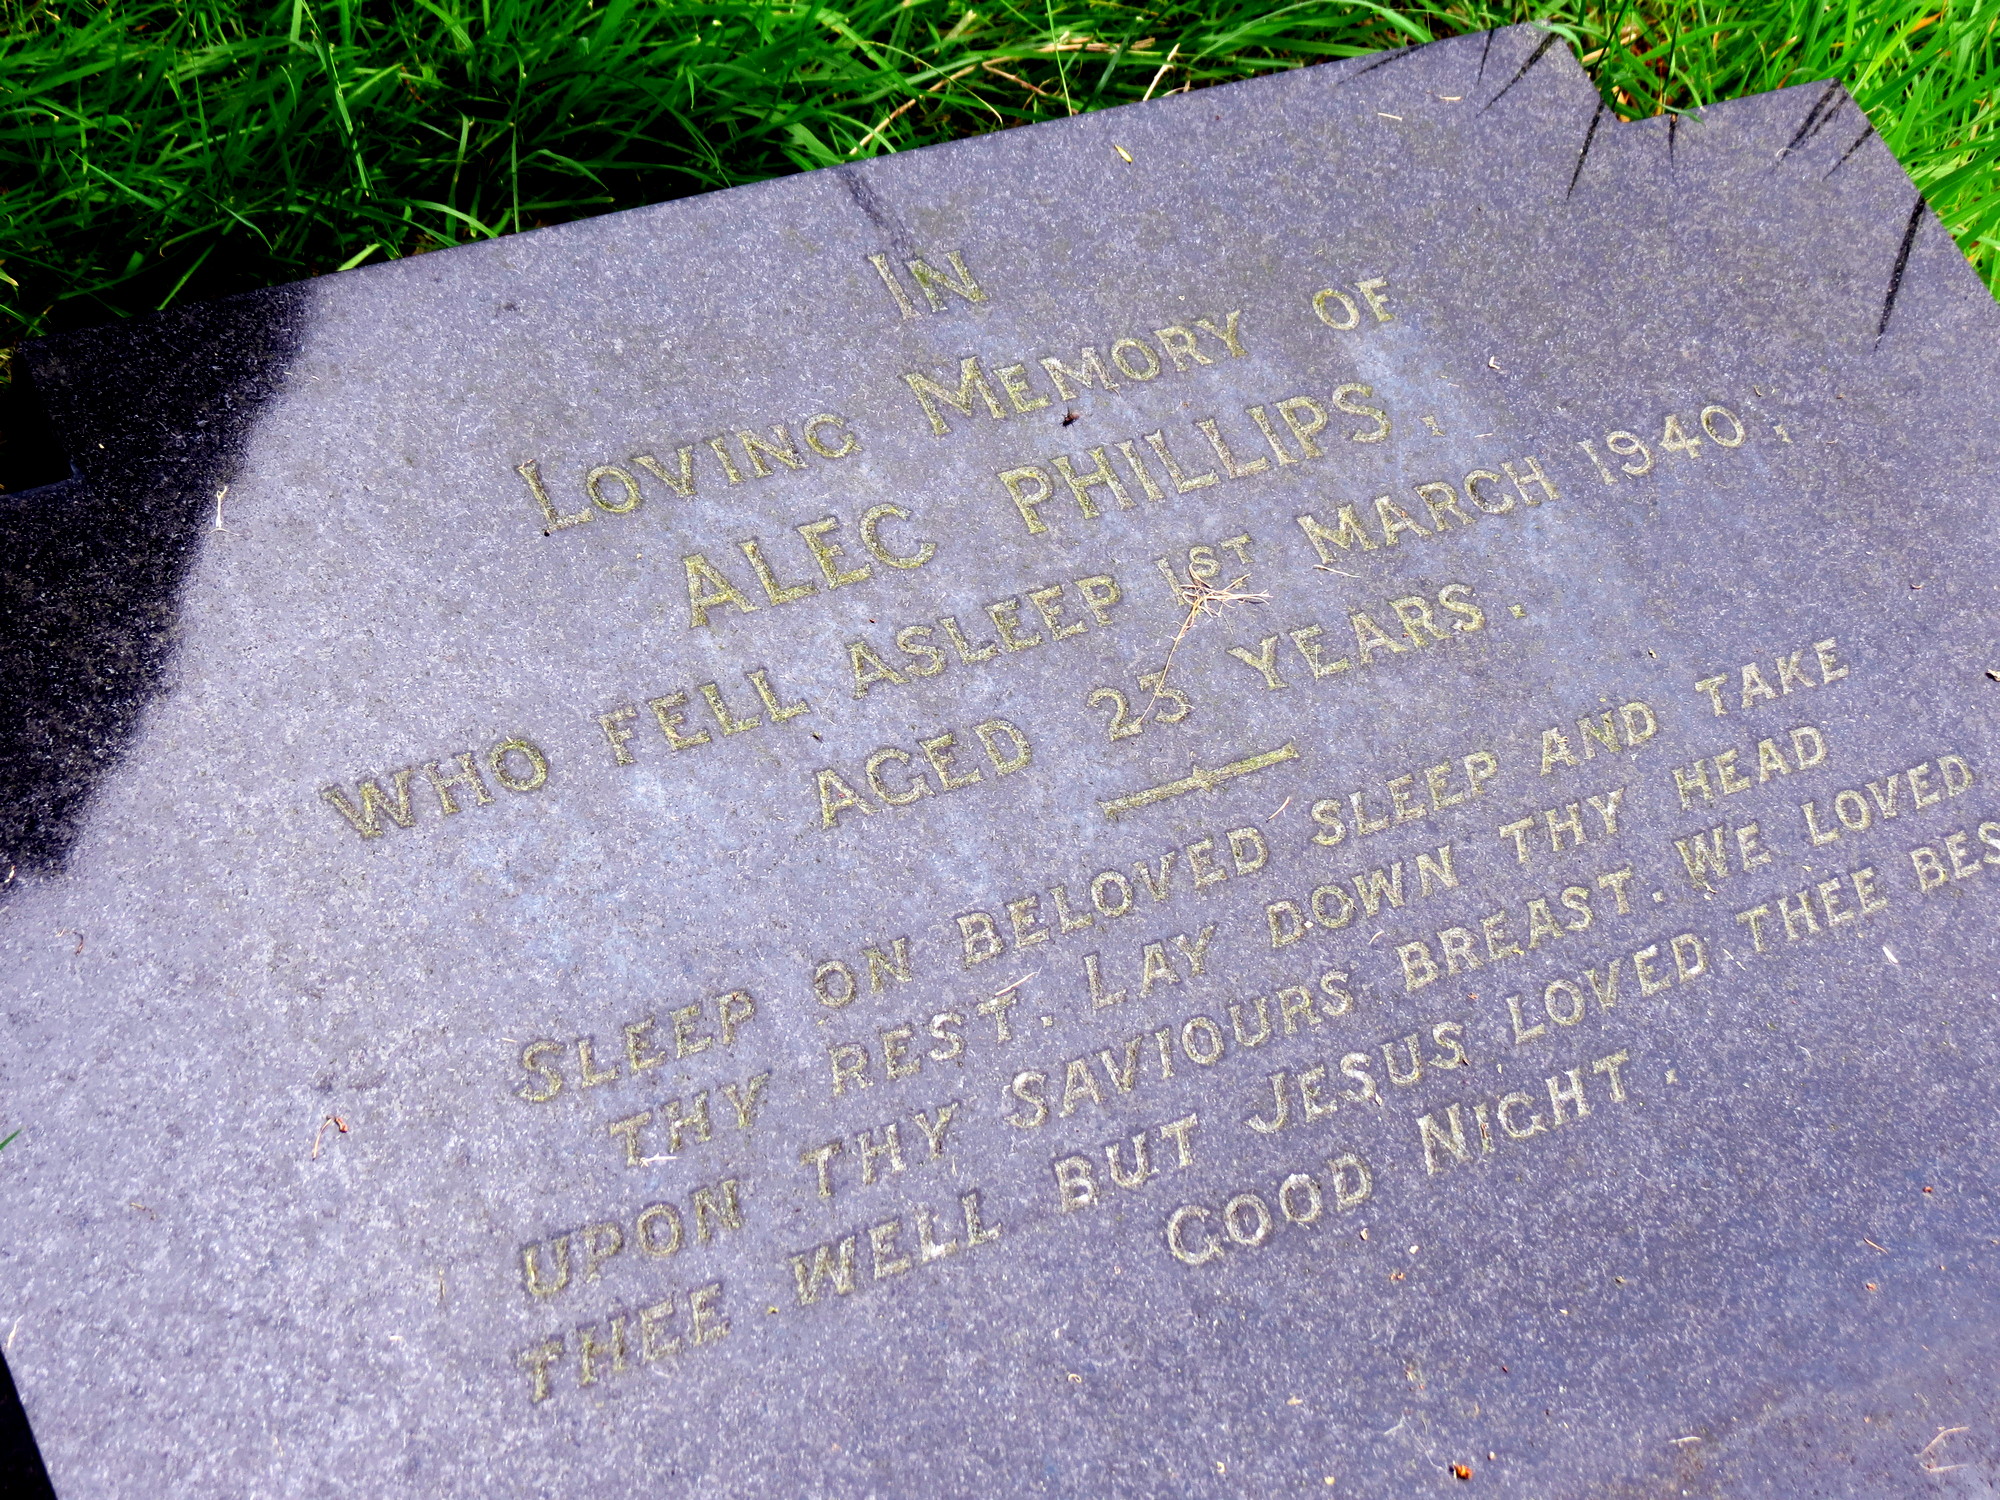 IN
LOVING MEMORY OF
ALEC PHILLIPS.
WHO FELL ASLEEP 1ST MARCH 1940.
AGED 23 YEARS.
SLEEP ON BELOVED SLEEP AND TAKE
THY REST. LAY DOWN THY HEAD
UPON THY SAVIOURS BREAST. WE LOVED
THEE WELL BUT JESUS LOVED THEE BES
GOOD NIGHT.